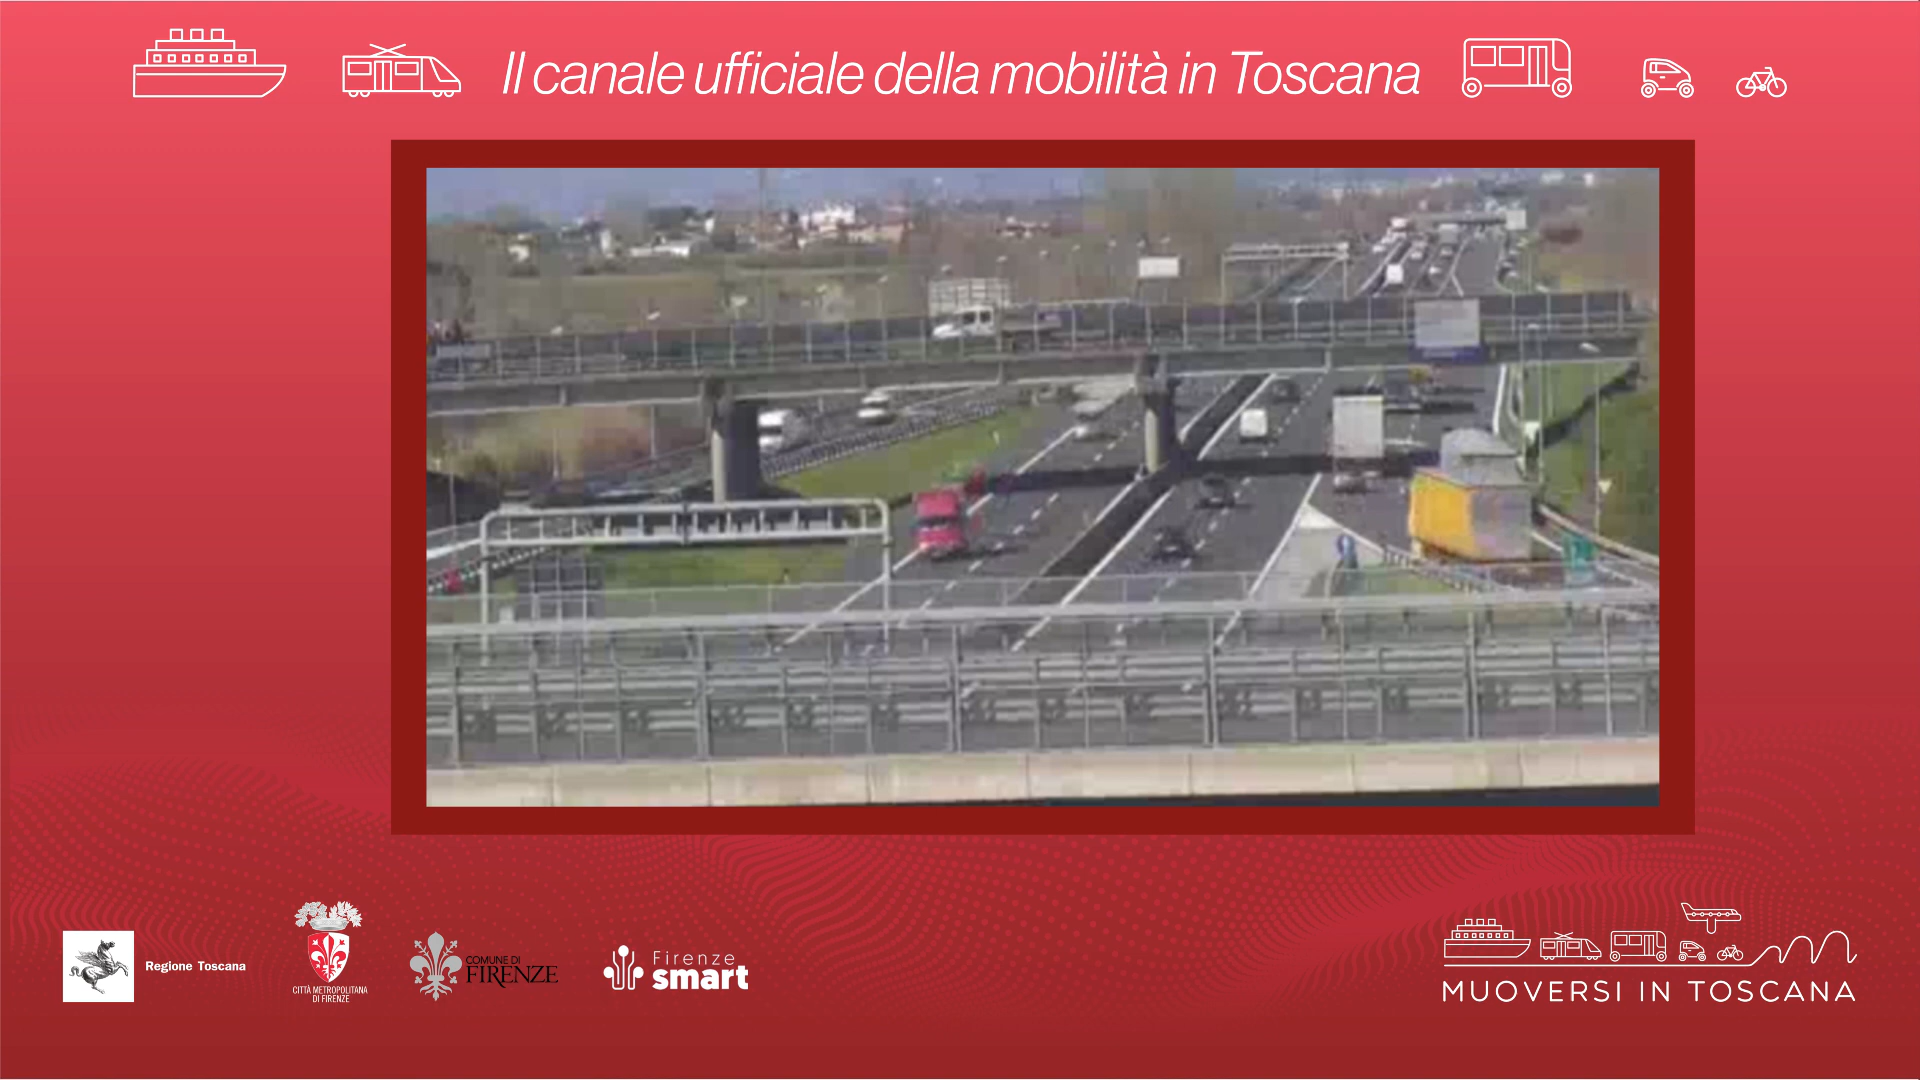 Il canale ufficiale della mobilità in Toscana
Regione Toscana
CITTÀ METROPOLITANA
DI FIRENZE
COMUNE DI
FIRENZE
Firenze
smart
MUOVERSI IN TOSCANA